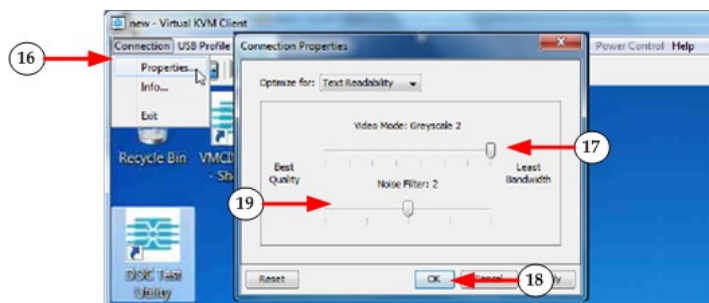 new - Virtual KVM Client
Connection USB Profile
Power Control Help
16
Properties...
Info...
Exit
Connection Properties
Optimize for: Text Readability
Video Mode: Greyscale 2
17
Best
Quality
Least
Bandwidth
Noise Filter: 2
19
Recycle Bin
Reset
OK
18
Utility